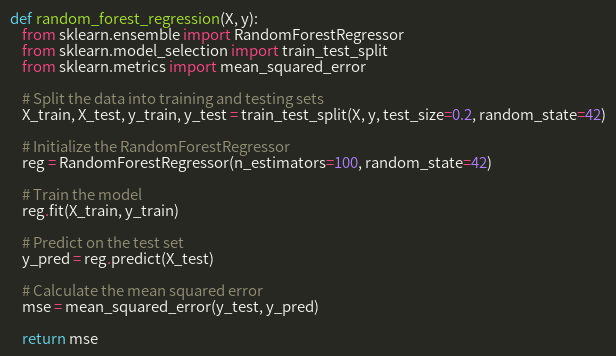 def random_forest_regression(X, y):
    from sklearn.ensemble import RandomForestRegressor
    from sklearn.model_selection import train_test_split
    from sklearn.metrics import mean_squared_error

    # Split the data into training and testing sets
    X_train, X_test, y_train, y_test = train_test_split(X, y, test_size=0.2, random_state=42)

    # Initialize the RandomForestRegressor
    reg = RandomForestRegressor(n_estimators=100, random_state=42)

    # Train the model
    reg.fit(X_train, y_train)

    # Predict on the test set
    y_pred = reg.predict(X_test)

    # Calculate the mean squared error
    mse = mean_squared_error(y_test, y_pred)

    return mse